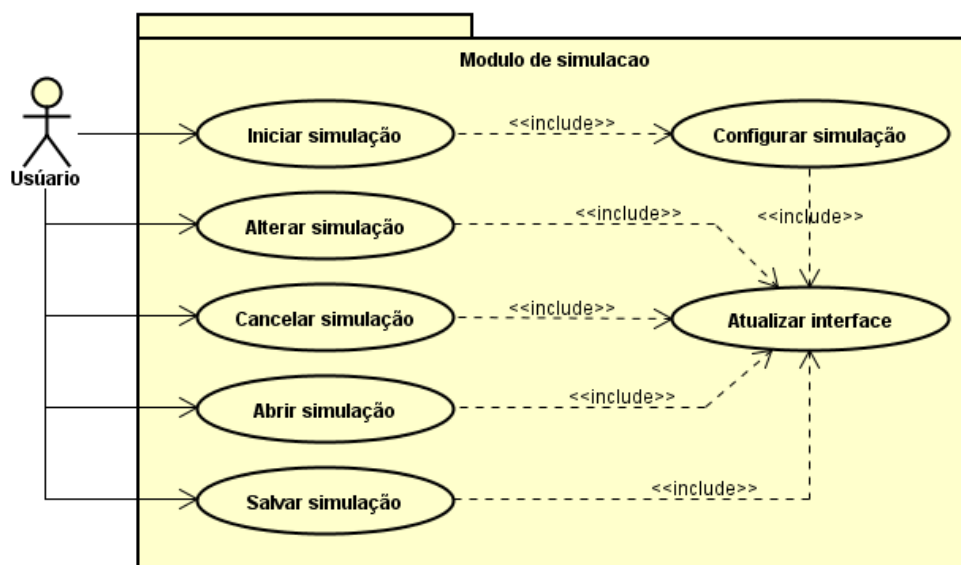 Modulo de simulacao
Usúario
Iniciar simulação
<<include>>
Configurar simulação
Alterar simulação
<<include>>
<<include>>
Cancelar simulação
<<include>>
Atualizar interface
Abrir simulação
<<include>>
Salvar simulação
<<include>>